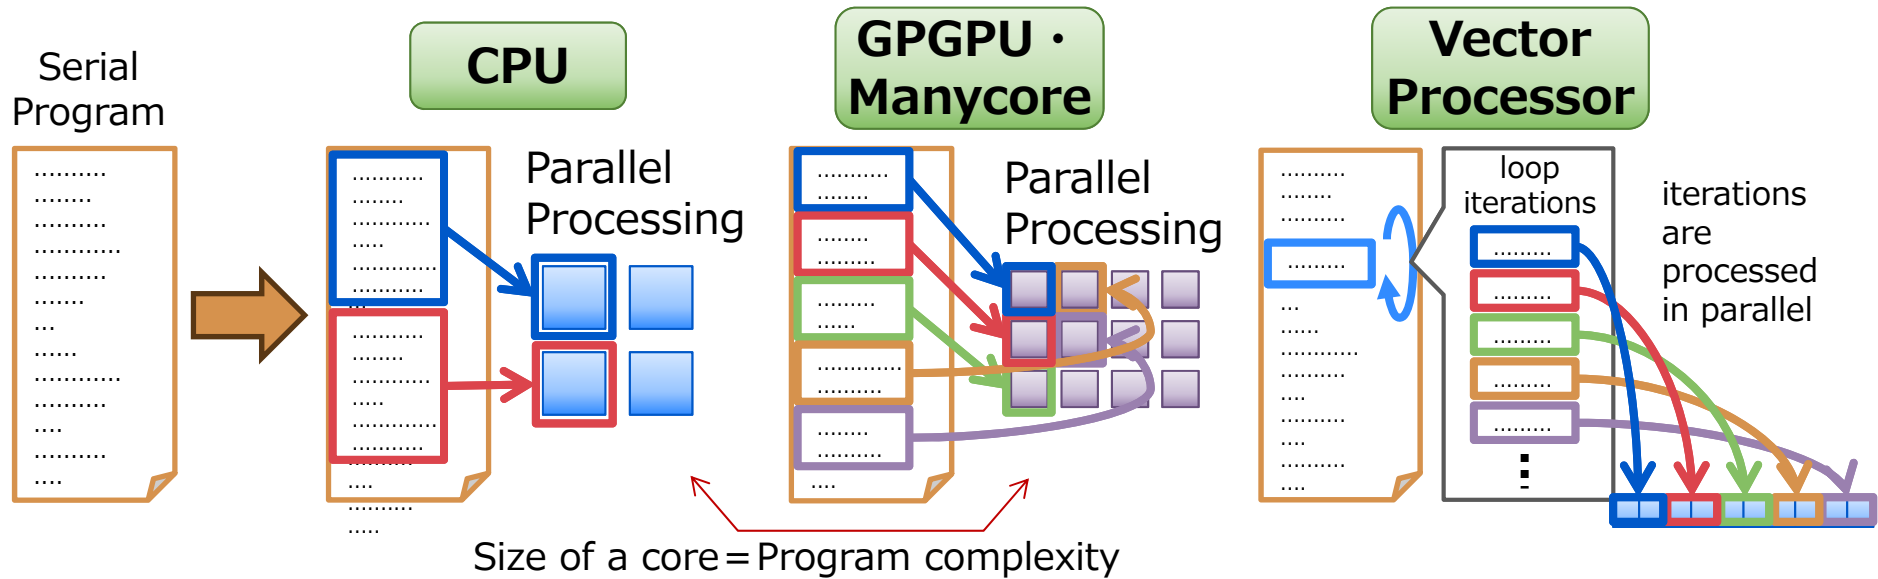 Serial
Program
CPU
Parallel
Processing
GPGPU・
Manycore
Parallel
Processing
Vector
Processor
loop
iterations
iterations
are
processed
in parallel
Size of a core=Program complexity